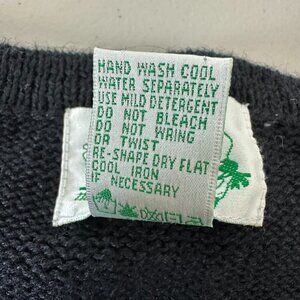 HAND WASH COOL
WATER SEPARATELY
USE MILD DETERGENT
DO NOT BLEACH
DO NOT WRING
OR TWIST
RE-SHAPE DRY FLAT
COOL IRON
IF NECESSARY